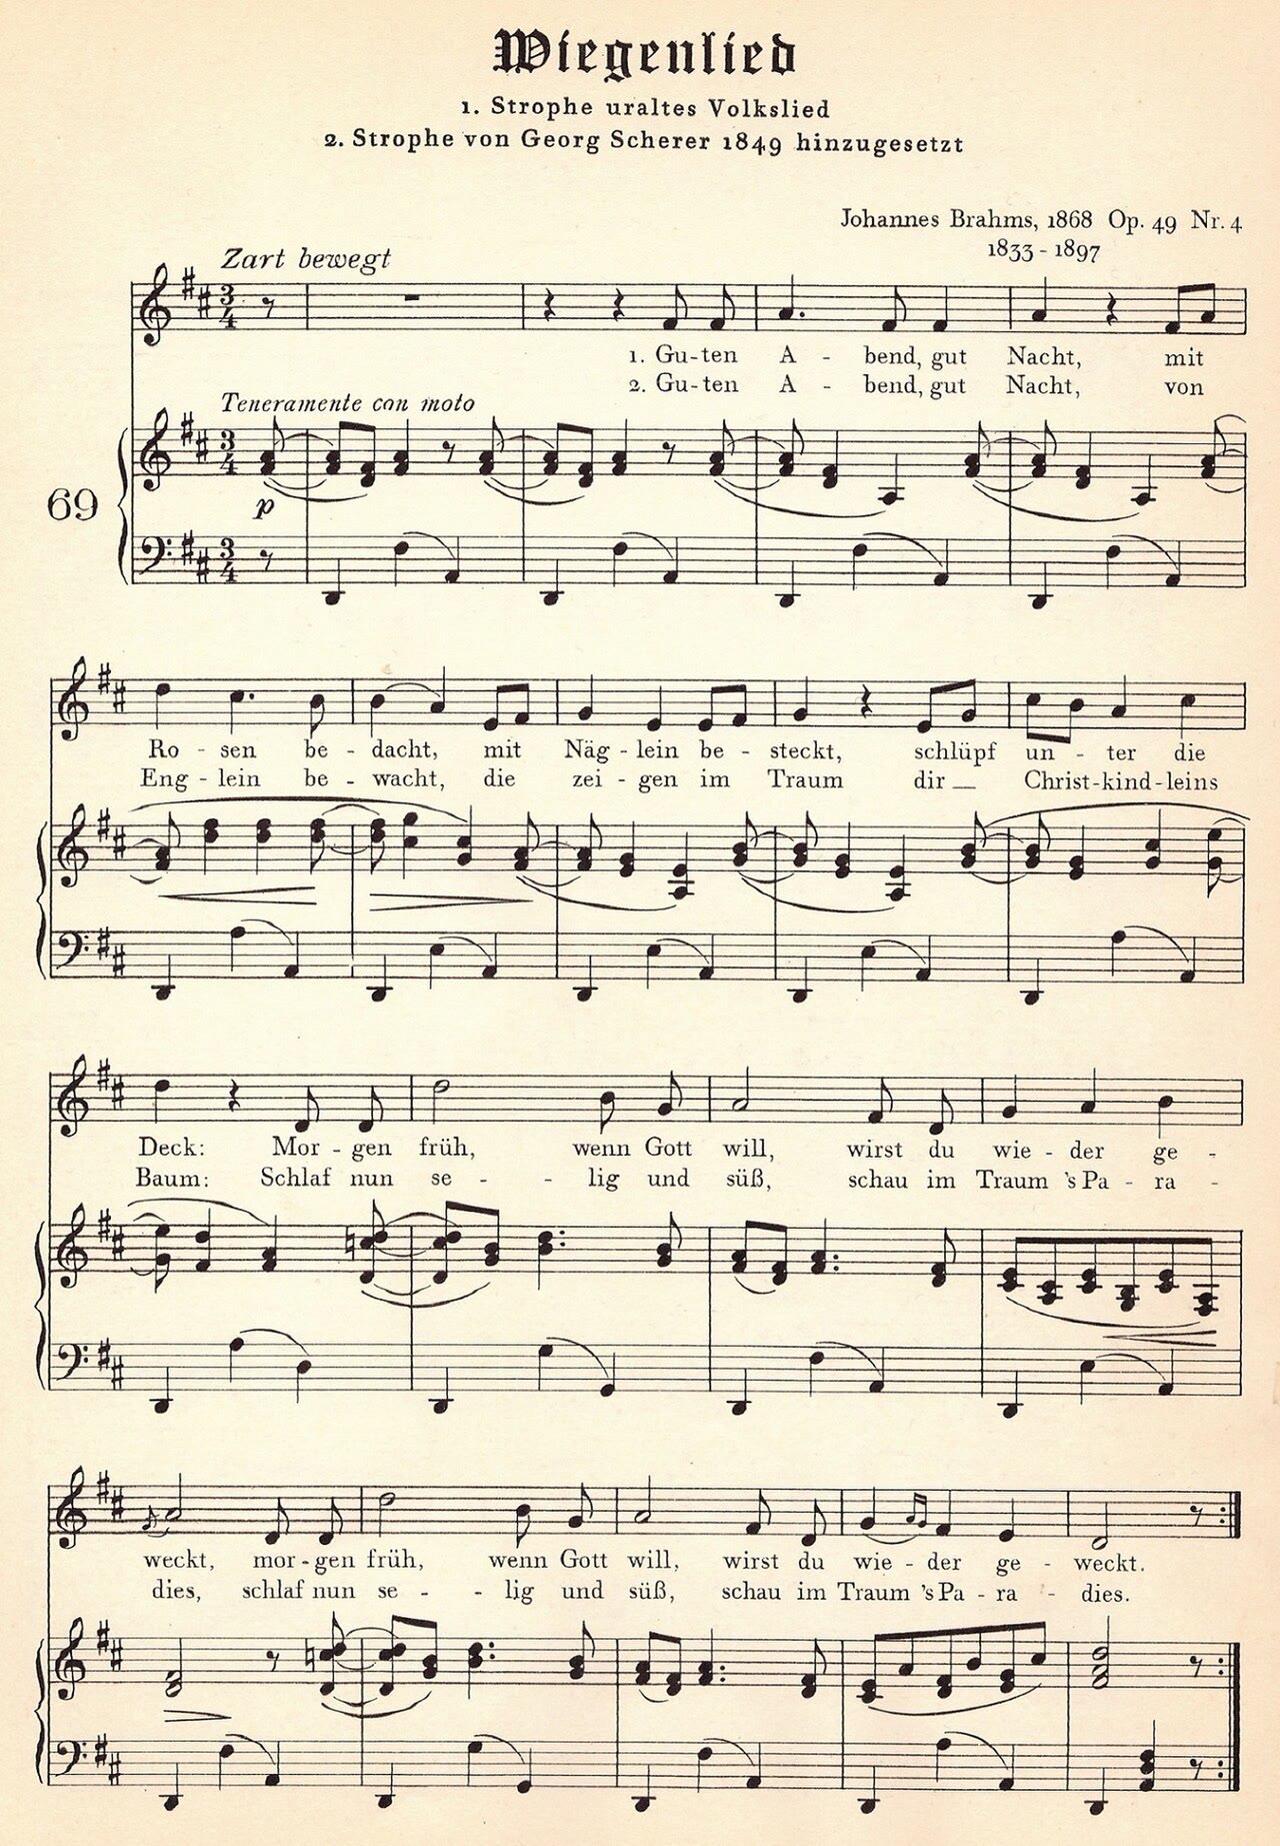 Wiegenlied
1. Strophe uraltes Volkslied
2. Strophe von Georg Scherer 1849 hinzugesetzt
Johannes Brahms, 1868 Op. 49 Nr. 4
1833 - 1897
Zart bewegt
1. Gu-ten A - bend, gut Nacht, mit
2. Gu-ten A - bend, gut Nacht, von
Teneramente con moto
69
p
Ro - sen be - dacht, mit Näg - lein be - steckt, schlüpf un - ter die
Eng - lein be - wacht, die zei - gen im Traum dir _ Christ-kind-leins
Deck: Mor - gen früh, wenn Gott will, wirst du wie - der ge -
Baum: Schlaf nun se - - lig und süß, schau im Traum 's Pa - ra -
weckt, mor - gen früh, wenn Gott will, wirst du wie - der ge - weckt.
dies, schlaf nun se - - lig und süß, schau im Traum 's Pa - ra - dies.